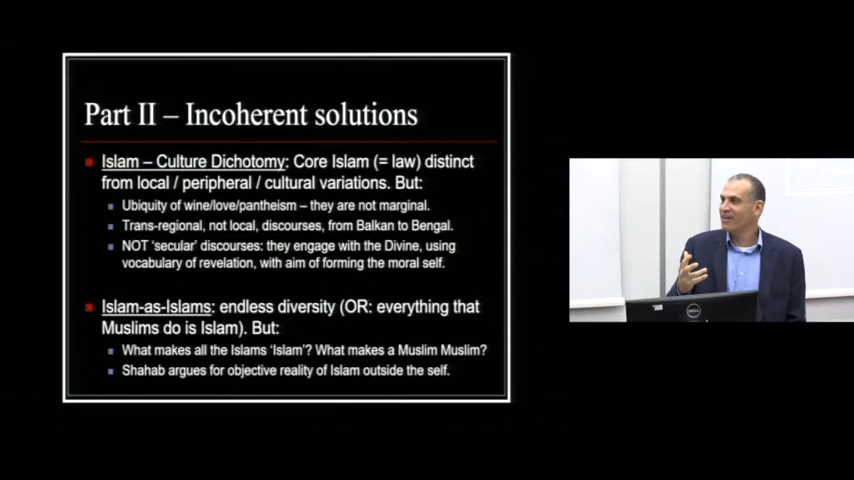 Part II – Incoherent solutions
Islam – Culture Dichotomy: Core Islam (= law) distinct
from local / peripheral / cultural variations. But:
Ubiquity of wine/love/pantheism – they are not marginal.
Trans-regional, not local, discourses, from Balkan to Bengal.
NOT ‘secular’ discourses: they engage with the Divine, using
vocabulary of revelation, with aim of forming the moral self.
Islam-as-Islams: endless diversity (OR: everything that
Muslims do is Islam). But:
What makes all the Islams ‘Islam’? What makes a Muslim Muslim?
Shahab argues for objective reality of Islam outside the self.
DELL